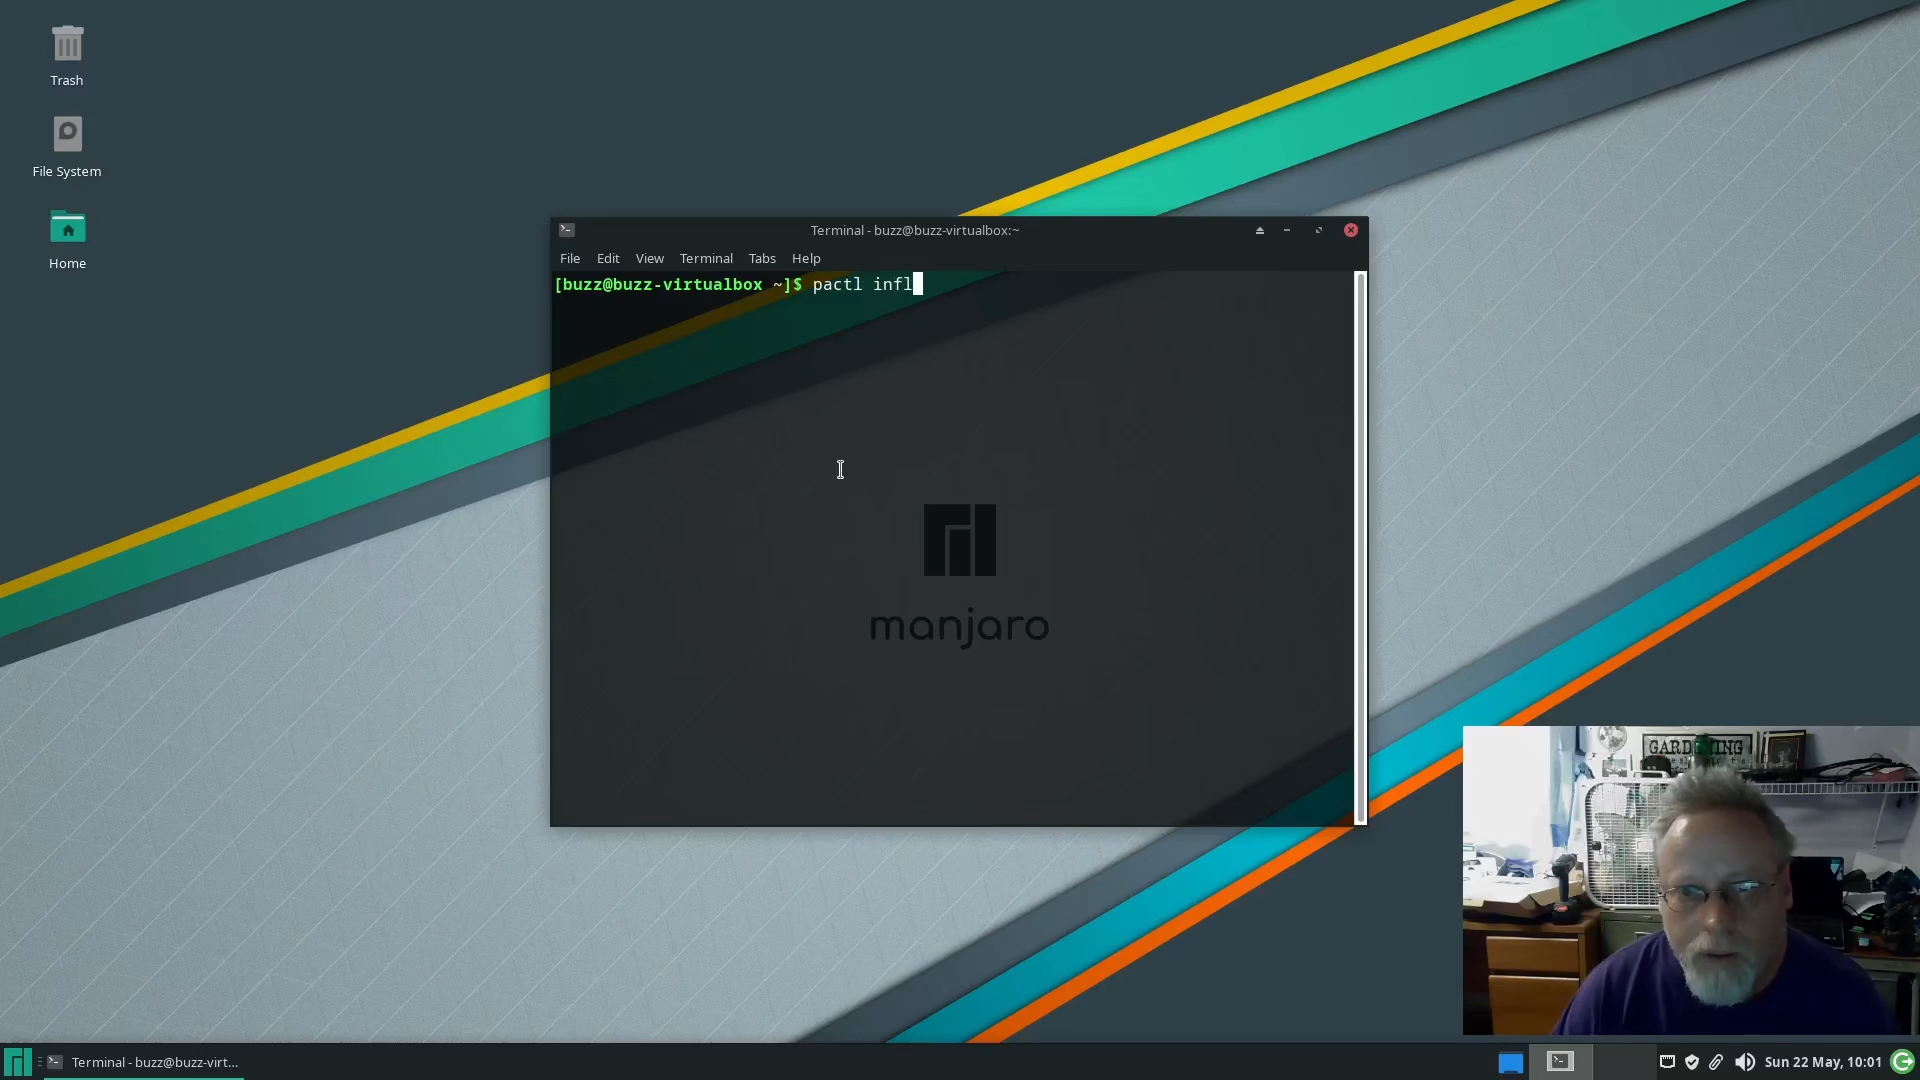 Trash
File System
Home
Terminal - buzz@buzz-virtualbox:~
File Edit View Terminal Tabs Help
[buzz@buzz-virtualbox ~]$ pactl infl
manjaro
GARDENING
Terminal - buzz@buzz-virt...
Sun 22 May, 10:01